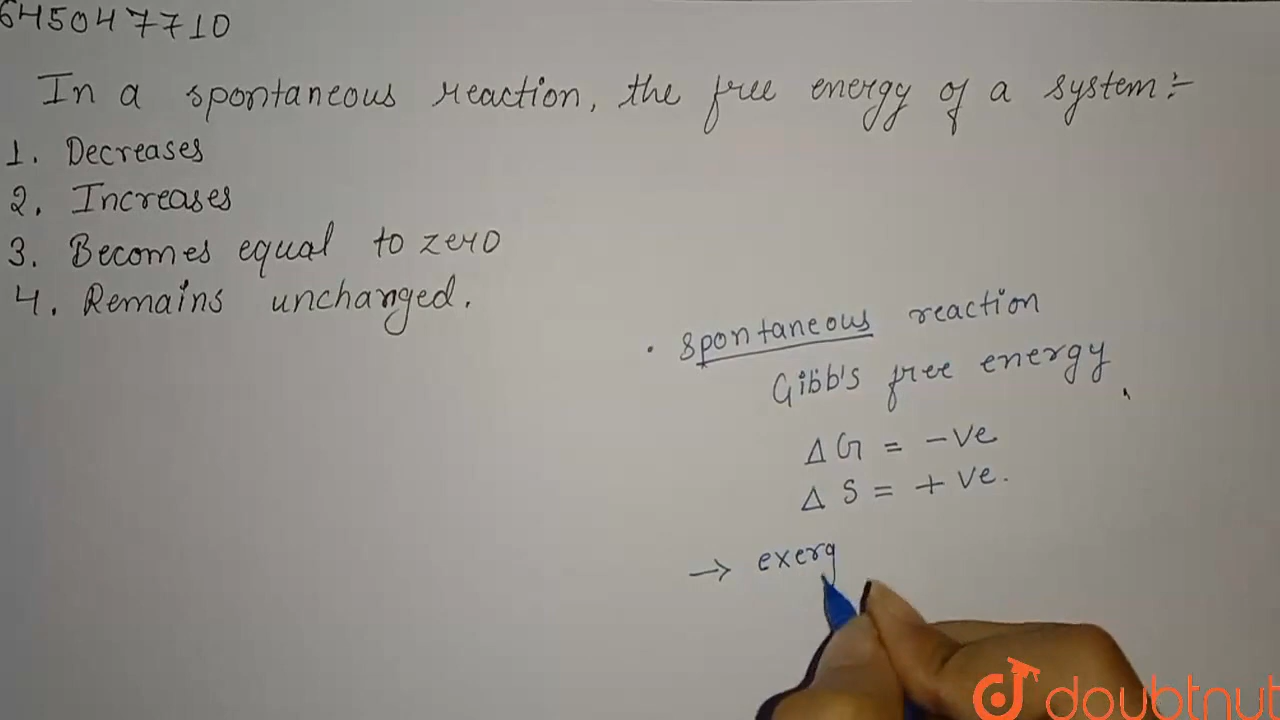 645047710
In a spontaneous reaction, the free energy of a system:-
1. Decreases
2. Increases
3. Becomes equal to zero
4. Remains unchanged.
. spontaneous reaction
Gibb's free energy
ΔG = -ve
ΔS = + ve.
→ exerg
doubtnut